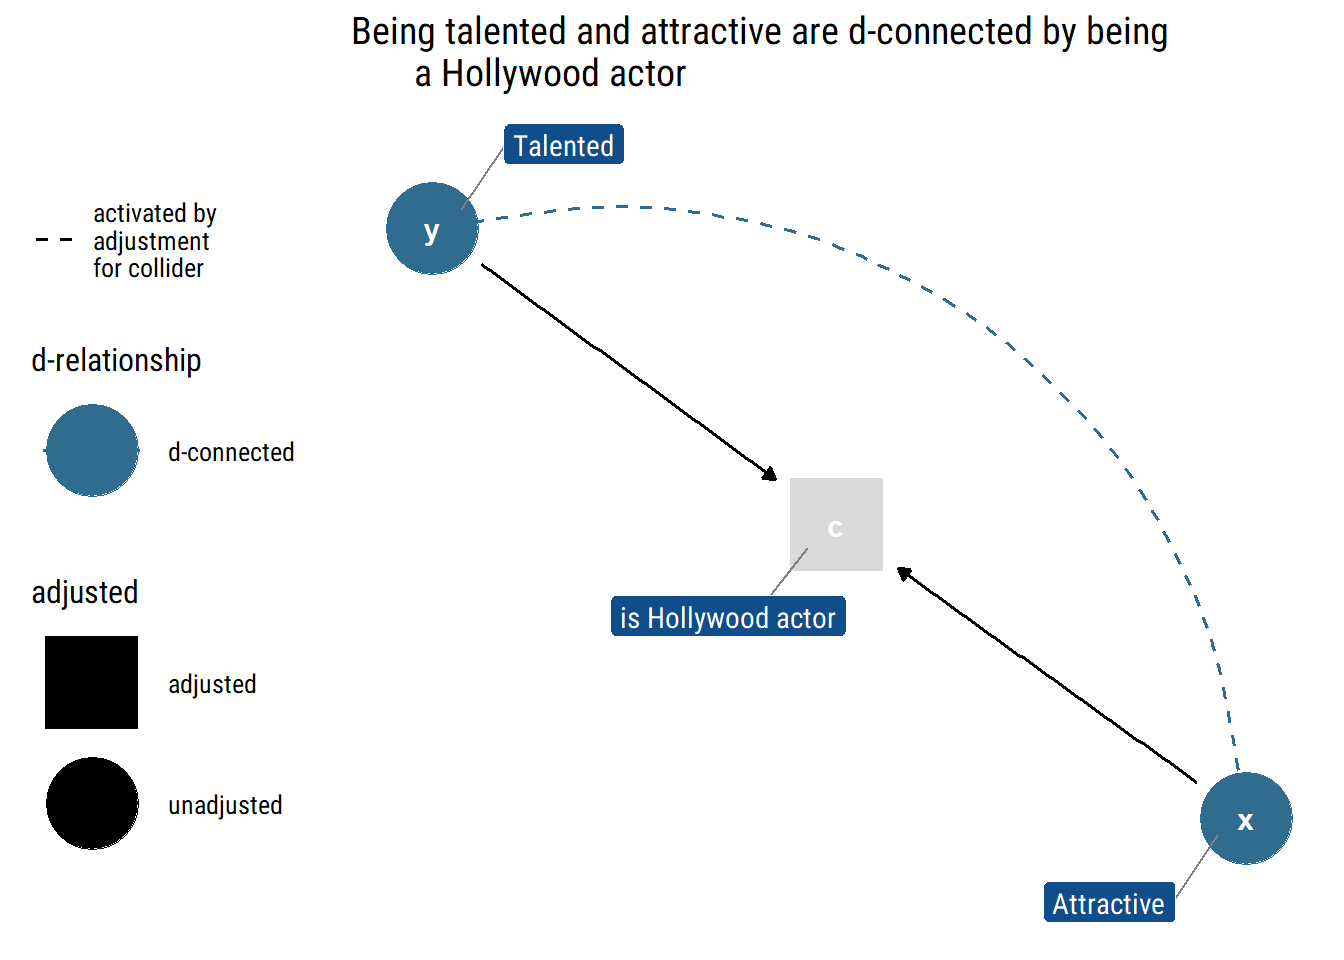 Being talented and attractive are d-connected by being
a Hollywood actor
Talented
y
activated by
adjustment
for collider
d-relationship
d-connected
c
is Hollywood actor
adjusted
adjusted
unadjusted
x
Attractive